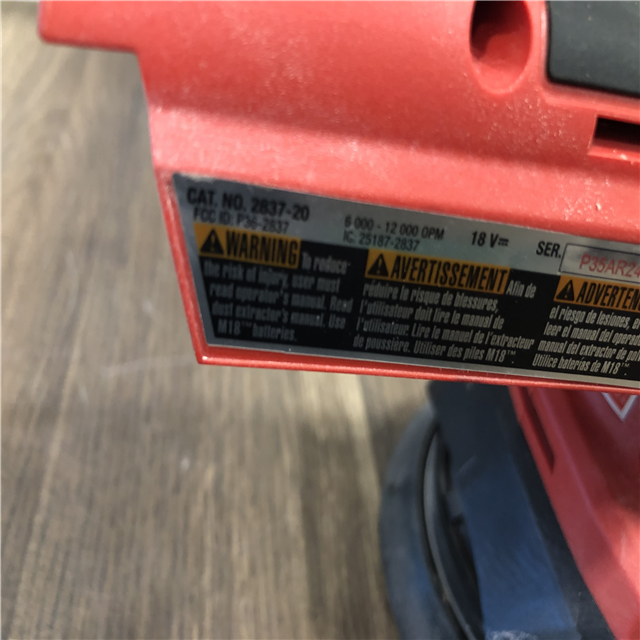 CAT. NO. 2837-20
FCC ID: P36-2837
6 000 - 12 000 OPM
IC: 25187-2837
18 V
SER.
P35AR2
WARNING To reduce
the risk of injury, user must
read operator's manual. Read
extractor's manual. Use
M18™ batteries.
AVERTISSEMENT Afin de
réduire le risque de blessures,
l'utilisateur doit lire le manuel de
l'utilisateur. Lire le manuel de l'extracteur
de poussière. Utiliser des piles M18™
ADVERTEN
el riesgo de lesiones,
leer el manual del opera
manual del extractor de po
Utilice baterías de M18™